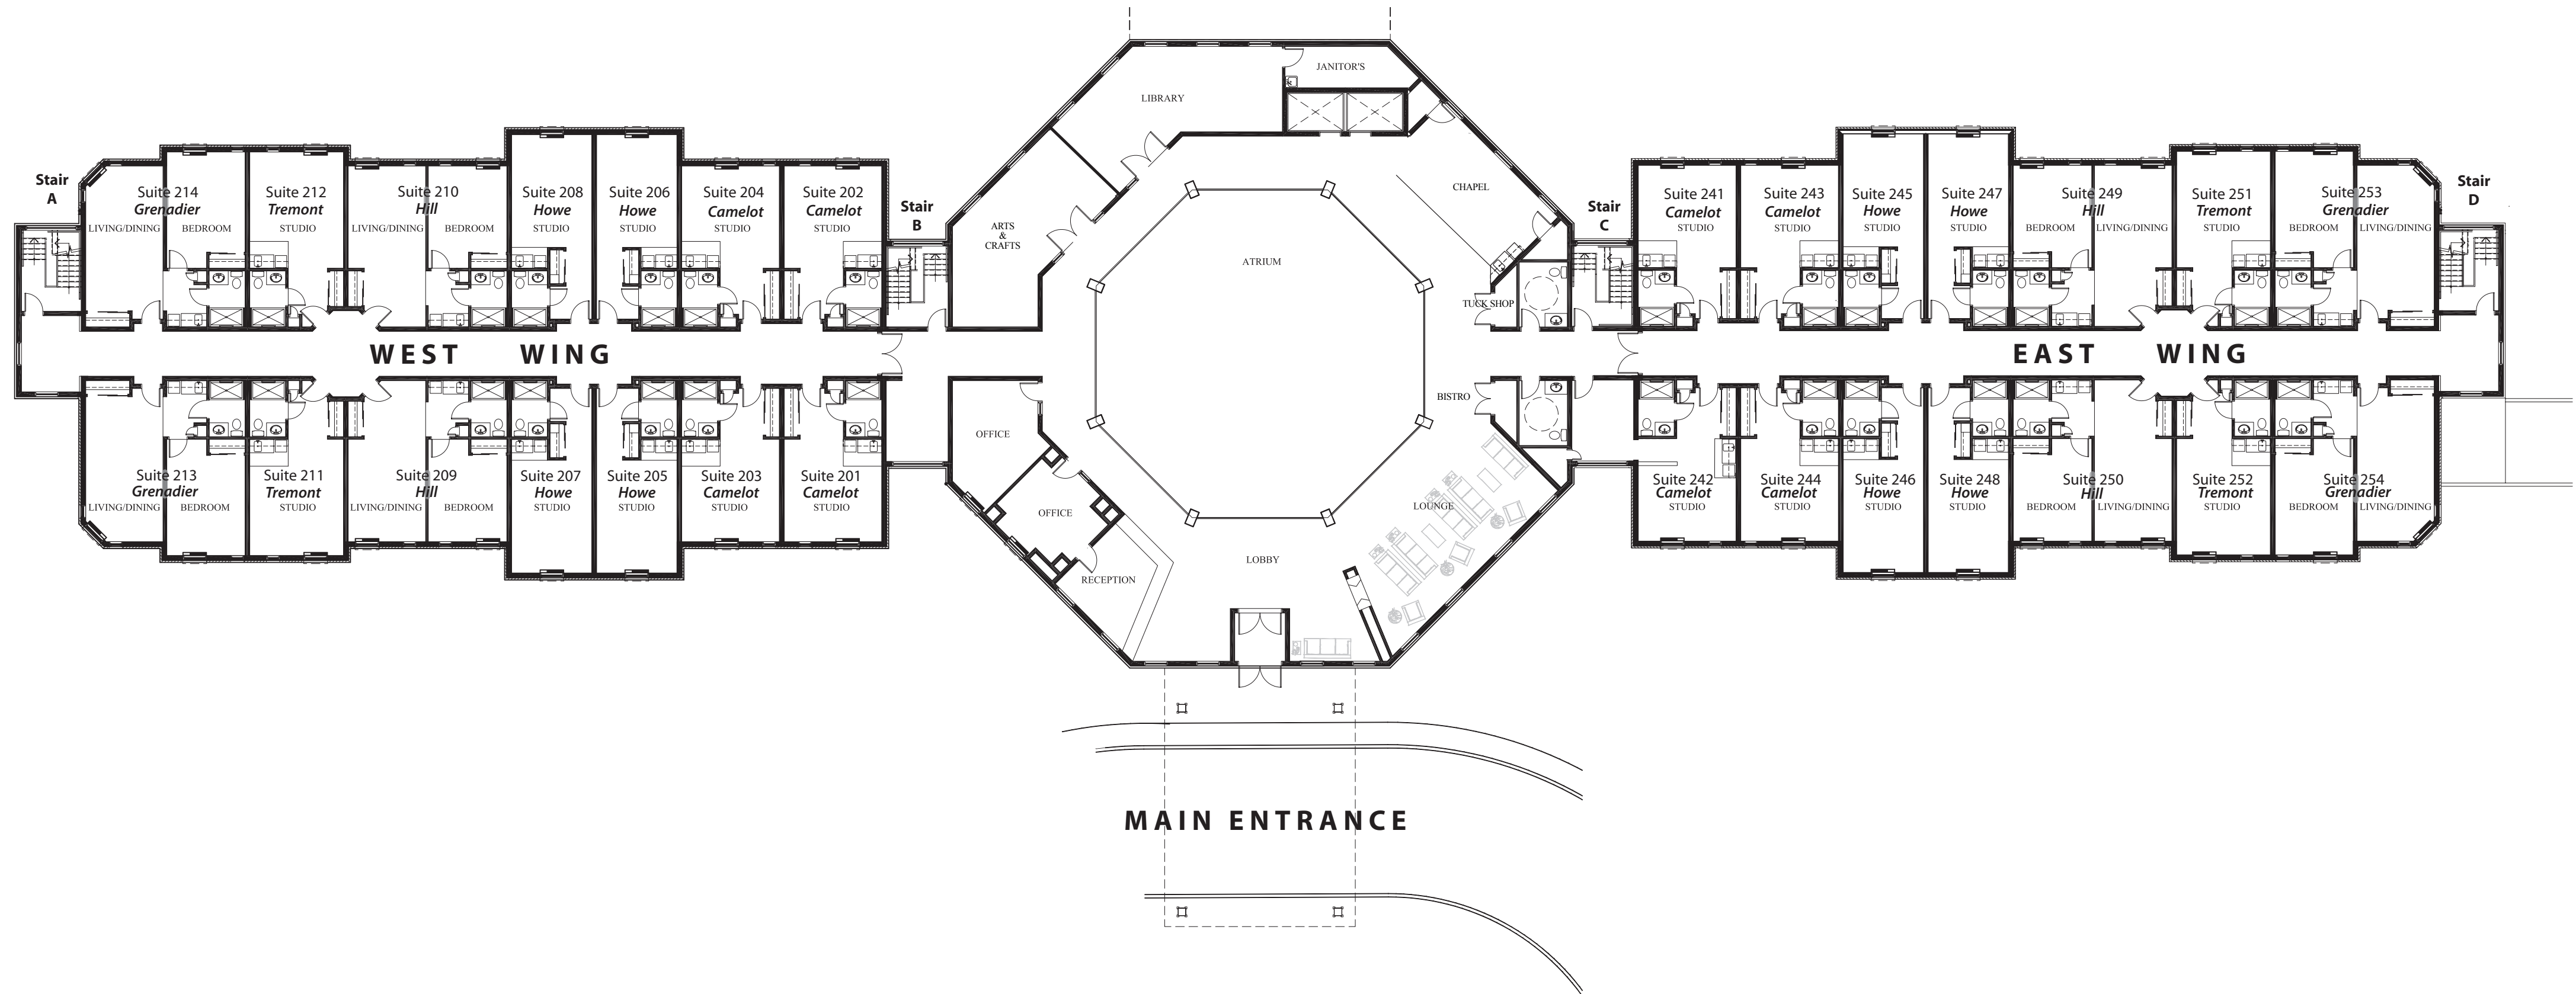 JANITOR'S
LIBRARY
Stair
A
Suite 214
Grenadier
LIVING/DINING
BEDROOM
Suite 212
Tremont
STUDIO
Suite 210
Hill
LIVING/DINING
BEDROOM
Suite 208
Howe
STUDIO
Suite 206
Howe
STUDIO
Suite 204
Camelot
STUDIO
Suite 202
Camelot
STUDIO
Stair
B
ARTS
&
CRAFTS
ATRIUM
CHAPEL
TUCK SHOP
Stair
C
Suite 241
Camelot
STUDIO
Suite 243
Camelot
STUDIO
Suite 245
Howe
STUDIO
Suite 247
Howe
STUDIO
Suite 249
Hill
BEDROOM
LIVING/DINING
Suite 251
Tremont
STUDIO
Suite 253
Grenadier
BEDROOM
LIVING/DINING
Stair
D
WEST WING
EAST WING
BISTRO
OFFICE
Suite 213
Grenadier
LIVING/DINING
BEDROOM
Suite 211
Tremont
STUDIO
Suite 209
Hill
LIVING/DINING
BEDROOM
Suite 207
Howe
STUDIO
Suite 205
Howe
STUDIO
Suite 203
Camelot
STUDIO
Suite 201
Camelot
STUDIO
OFFICE
LOUNGE
Suite 242
Camelot
STUDIO
Suite 244
Camelot
STUDIO
Suite 246
Howe
STUDIO
Suite 248
Howe
STUDIO
Suite 250
Hill
BEDROOM
LIVING/DINING
Suite 252
Tremont
STUDIO
Suite 254
Grenadier
BEDROOM
LIVING/DINING
LOBBY
RECEPTION
MAIN ENTRANCE